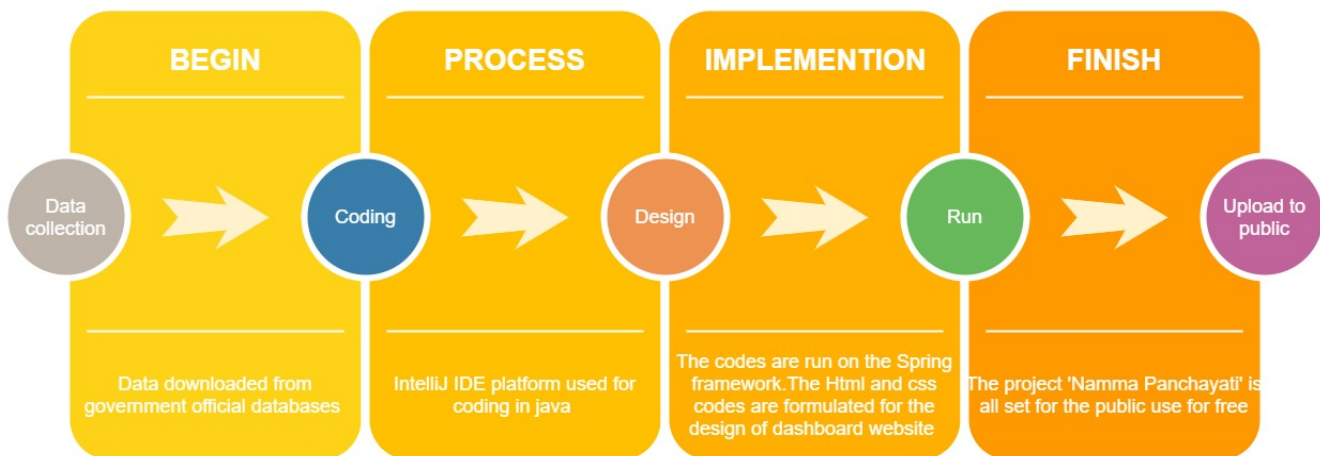 BEGIN
PROCESS
IMPLEMENTION
FINISH
Data
collection
Coding
Design
Run
Upload to
public
Data downloaded from
government official databases
IntelliJ IDE platform used for
coding in java
The codes are run on the Spring
framework.The Html and css
codes are formulated for the
design of dashboard website
The project 'Namma Panchayati' is
all set for the public use for free